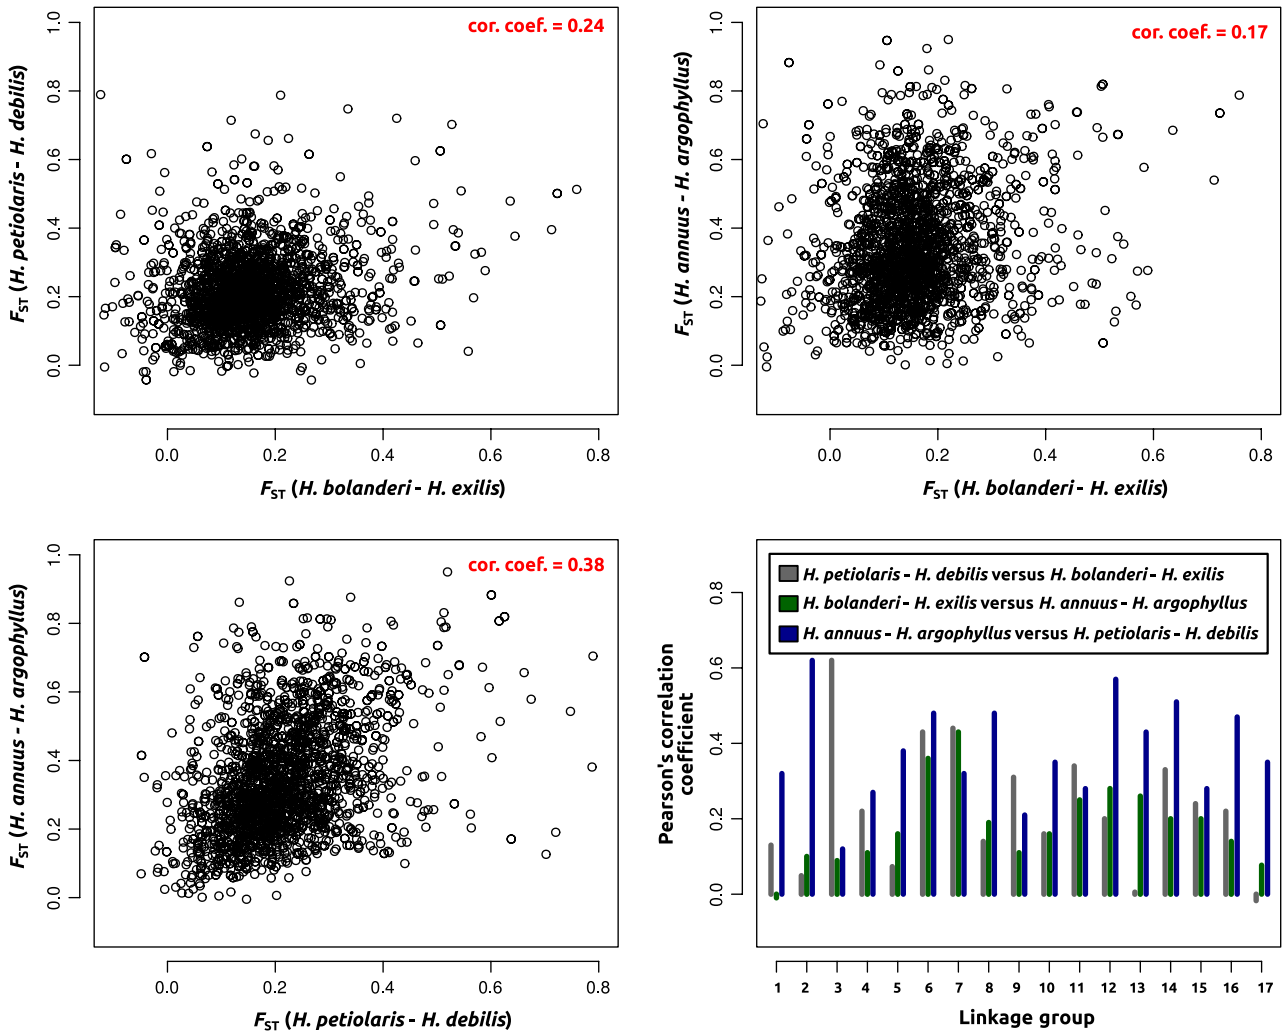 cor. coef. = 0.24
1.0
0.8
0.6
0.4
0.2
0.0
FST (H. petiolaris - H. debilis)
0.0 0.2 0.4 0.6 0.8
FST (H. bolanderi - H. exilis)
cor. coef. = 0.17
1.0
0.8
0.6
0.4
0.2
0.0
FST (H. annuus - H. argophyllus)
0.0 0.2 0.4 0.6 0.8
FST (H. bolanderi - H. exilis)
cor. coef. = 0.38
1.0
0.8
0.6
0.4
0.2
0.0
FST (H. annuus - H. argophyllus)
0.0 0.2 0.4 0.6 0.8
FST (H. petiolaris - H. debilis)
H. petiolaris - H. debilis versus H. bolanderi - H. exilis
H. bolanderi - H. exilis versus H. annuus - H. argophyllus
H. annuus - H. argophyllus versus H. petiolaris - H. debilis
0.8
0.6
0.4
0.2
0.0
Pearson's correlation
coefficient
1 2 3 4 5 6 7 8 9 10 11 12 13 14 15 16 17
Linkage group